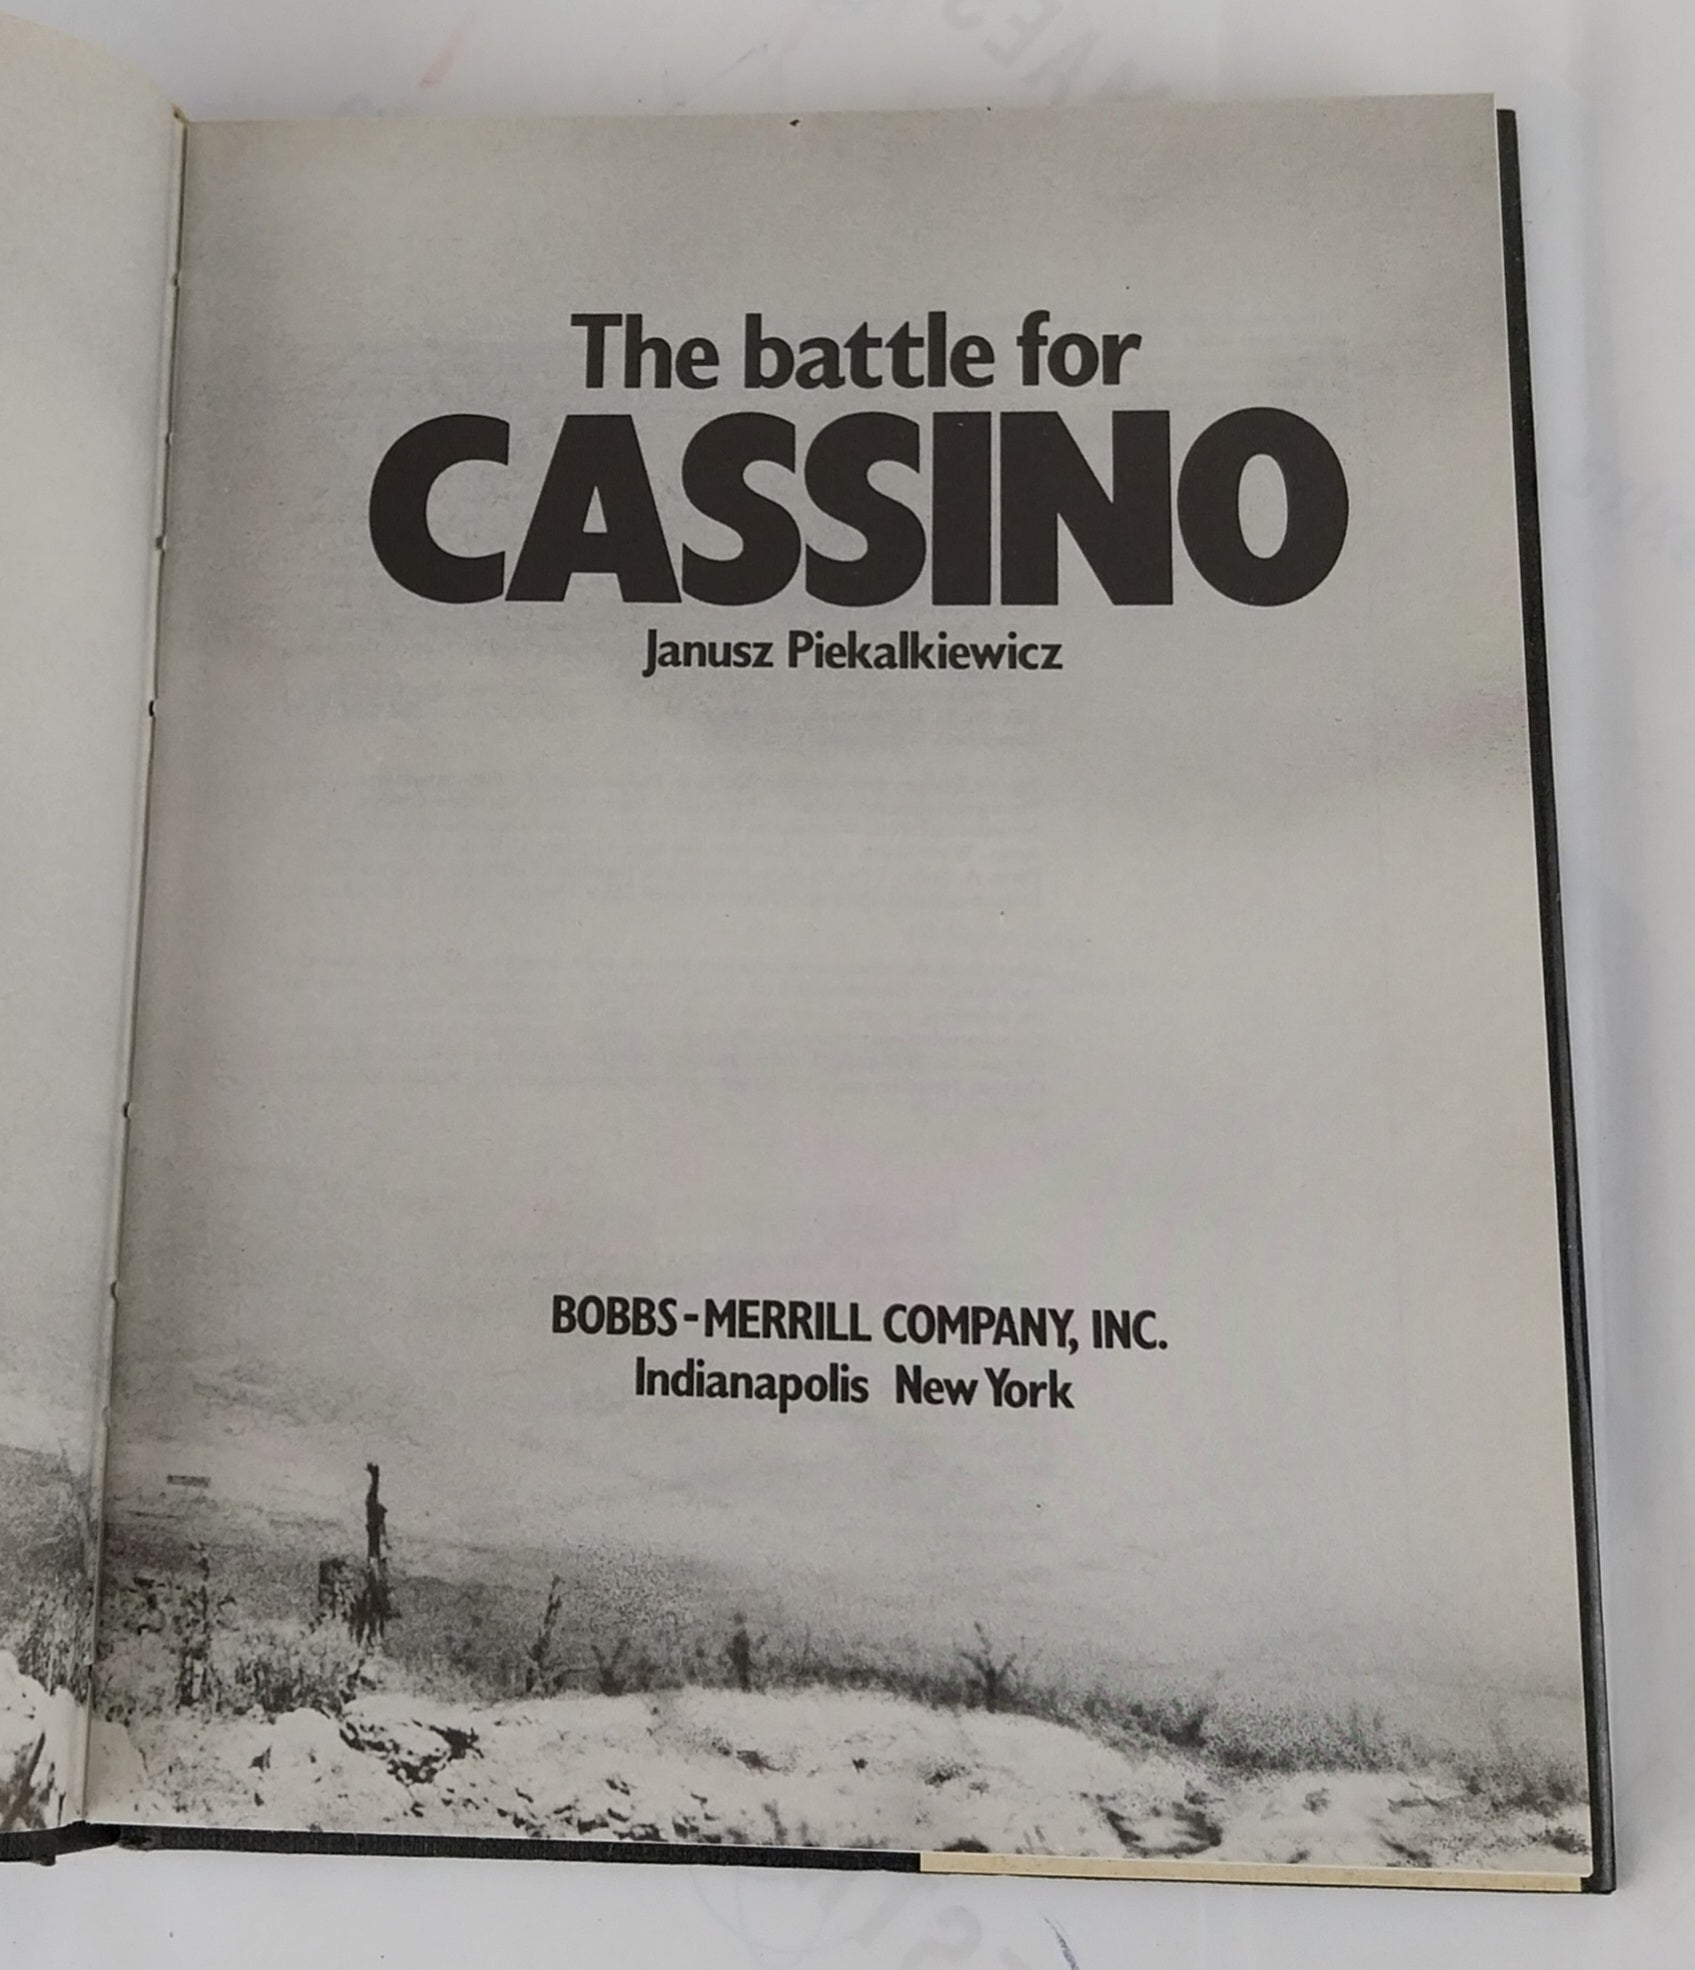 The battle for
CASSINO
Janusz Piekalkiewicz
BOBBS-MERRILL COMPANY, INC.
Indianapolis New York